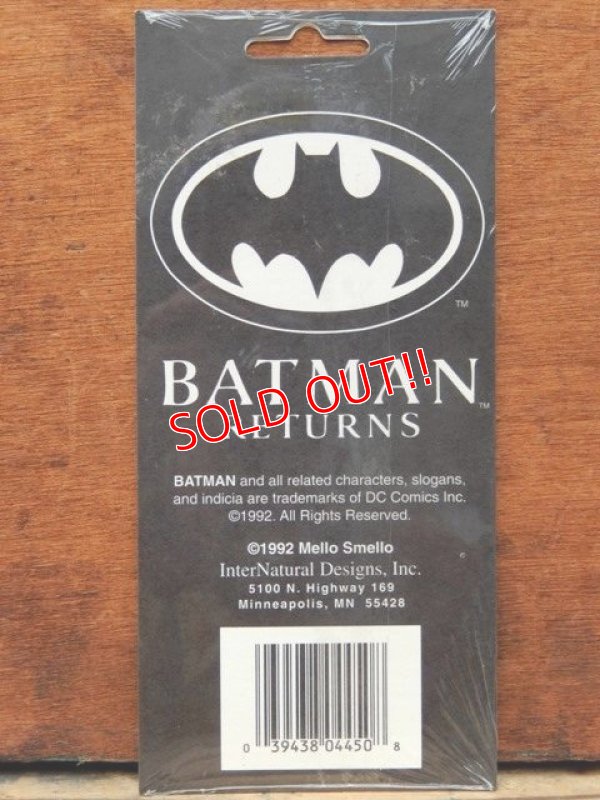 TM
BATMAN
TM
SOLD OUT!!
RETURNS
BATMAN and all related characters, slogans,
and indicia are trademarks of DC Comics Inc.
©1992. All Rights Reserved.
©1992 Mello Smello
InterNatural Designs, Inc.
5100 N. Highway 169
Minneapolis, MN 55428
0 39438 04450 8